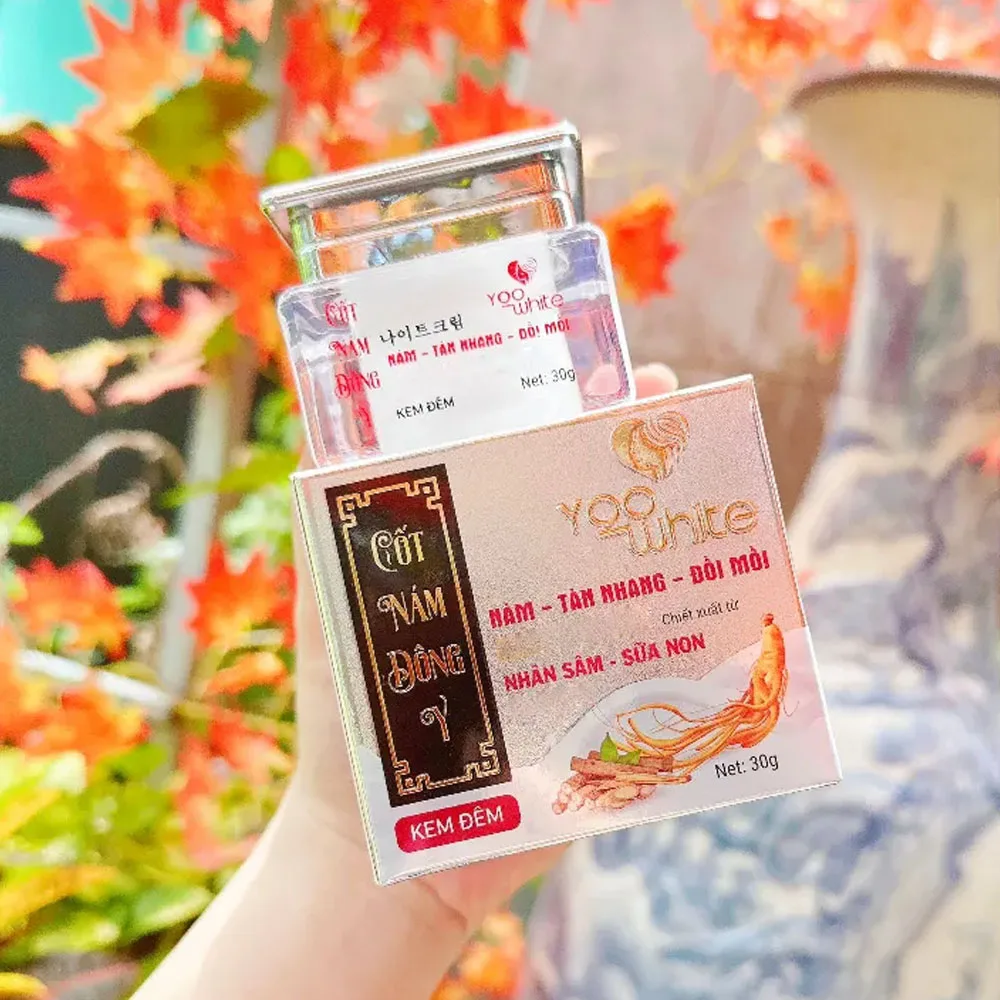 YOO
White
CỐT
NÁM
ĐÔNG
Y
나이트크림
NÁM - TÀN NHANG - ĐỒI MỒI
KEM ĐÊM
Net: 30g
YOO
White
CỐT
NÁM
ĐÔNG
Y
NÁM - TÀN NHANG - ĐỒI MỒI
Chiết xuất từ
NHÂN SÂM - SỮA NON
Net: 30g
KEM ĐÊM